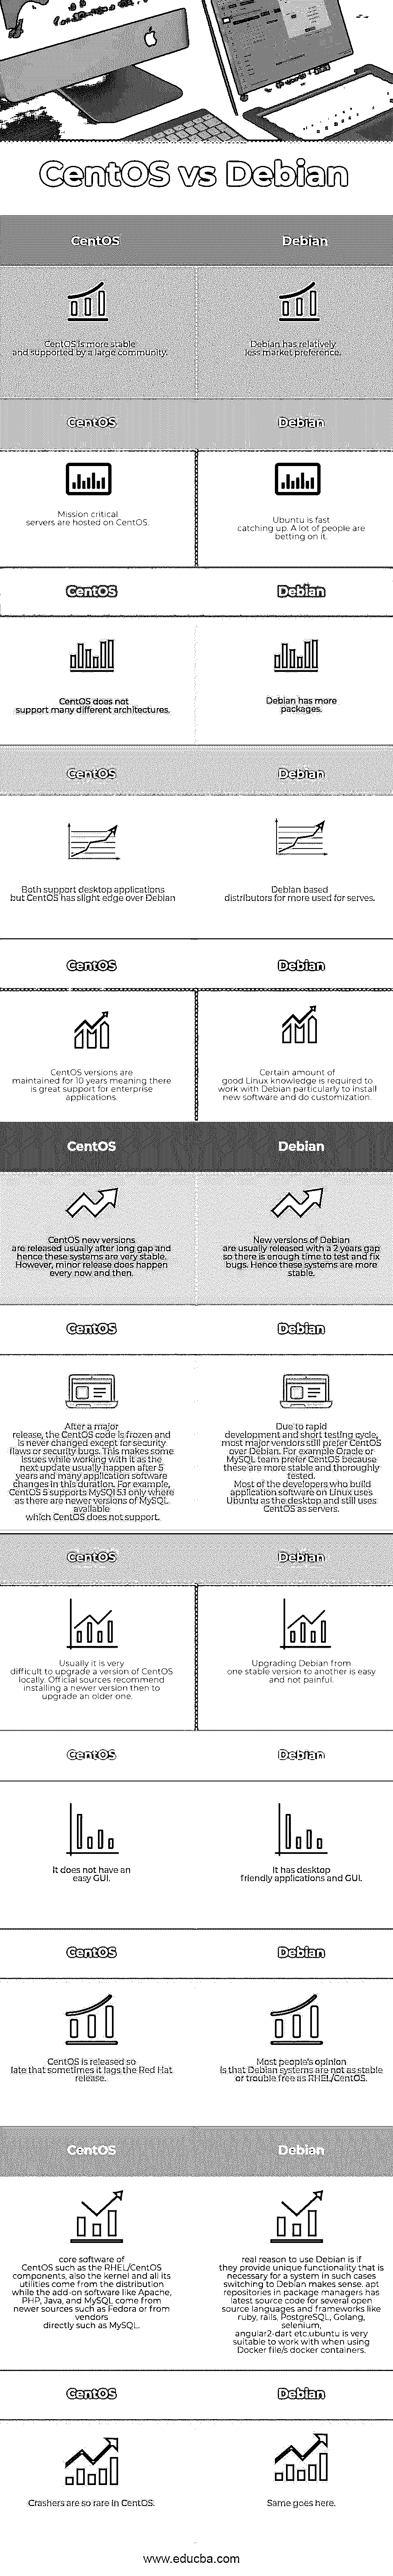 CentOS vs Debian
CentOS
Debian
CentOS is more stable
and supported by a large community.
Debian has relatively
less market preference.
CentOS
Debian
Mission critical
servers are hosted on CentOS.
Ubuntu is fast
catching up. A lot of people are
betting on it.
CentOS
Debian
CentOS does not
support many different architectures.
Debian has more
packages.
CentOS
Debian
Both support desktop applications
but CentOS has slight edge over Debian
Debian based
distributors for more used for serves.
CentOS
Debian
CentOS versions are
maintained for 10 years meaning there
is great support for enterprise
applications.
Certain amount of
good Linux knowledge is required to
work with Debian particularly to install
new software and do customization.
CentOS
Debian
CentOS new versions
are released usually after long gap and
hence these systems are very stable.
However, minor release does happen
every now and then.
New versions of Debian
are usually released with a 2 years gap
so there is enough time to test and fix
bugs. Hence these systems are more
stable.
CentOS
Debian
After a major
release, the CentOS code is frozen and
is never changed except for security
flaws or security bugs. This makes some
issues while working with it as the
next update usually happen after 5
years and many application software
changes in this duration. For example,
CentOS 5 supports MySQl 5.1 only where
as there are newer versions of MySQL
available
which CentOS does not support.
Due to rapid
development and short testing cycle,
most major vendors still prefer CentOS
over Debian. For example Oracle or
MySQL team prefer CentOS because
these are more stable and thoroughly
tested.
Most of the developers who build
application software on Linux uses
Ubuntu as the desktop and still uses
CentOS as servers.
CentOS
Debian
Usually it is very
difficult to upgrade a version of CentOS
locally. Official sources recommend
installing a newer version then to
upgrade an older one.
Upgrading Debian from
one stable version to another is easy
and not painful.
CentOS
Debian
It does not have an
easy GUI.
It has desktop
friendly applications and GUI.
CentOS
Debian
CentOS is released so
late that sometimes it lags the Red Hat
release.
Most people's opinion
is that Debian systems are not as stable
or trouble free as RHEL/CentOS.
CentOS
Debian
core software of
CentOS such as the RHEL/CentOS
components, also the kernel and all its
utilities come from the distribution
while the add-on software like Apache,
PHP, Java, and MySQL come from
newer sources such as Fedora or from
vendors
directly such as MySQL.
real reason to use Debian is if
they provide unique functionality that is
necessary for a system in such cases
switching to Debian makes sense. apt
repositories in package managers has
latest source code for several open
source languages and frameworks like
ruby, rails, PostgreSQL, Golang,
selenium,
angular2-dart etc.ubuntu is very
suitable to work with when using
Docker file/s docker containers.
CentOS
Debian
Crashers are so rare in CentOS.
Same goes here.
www.educba.com